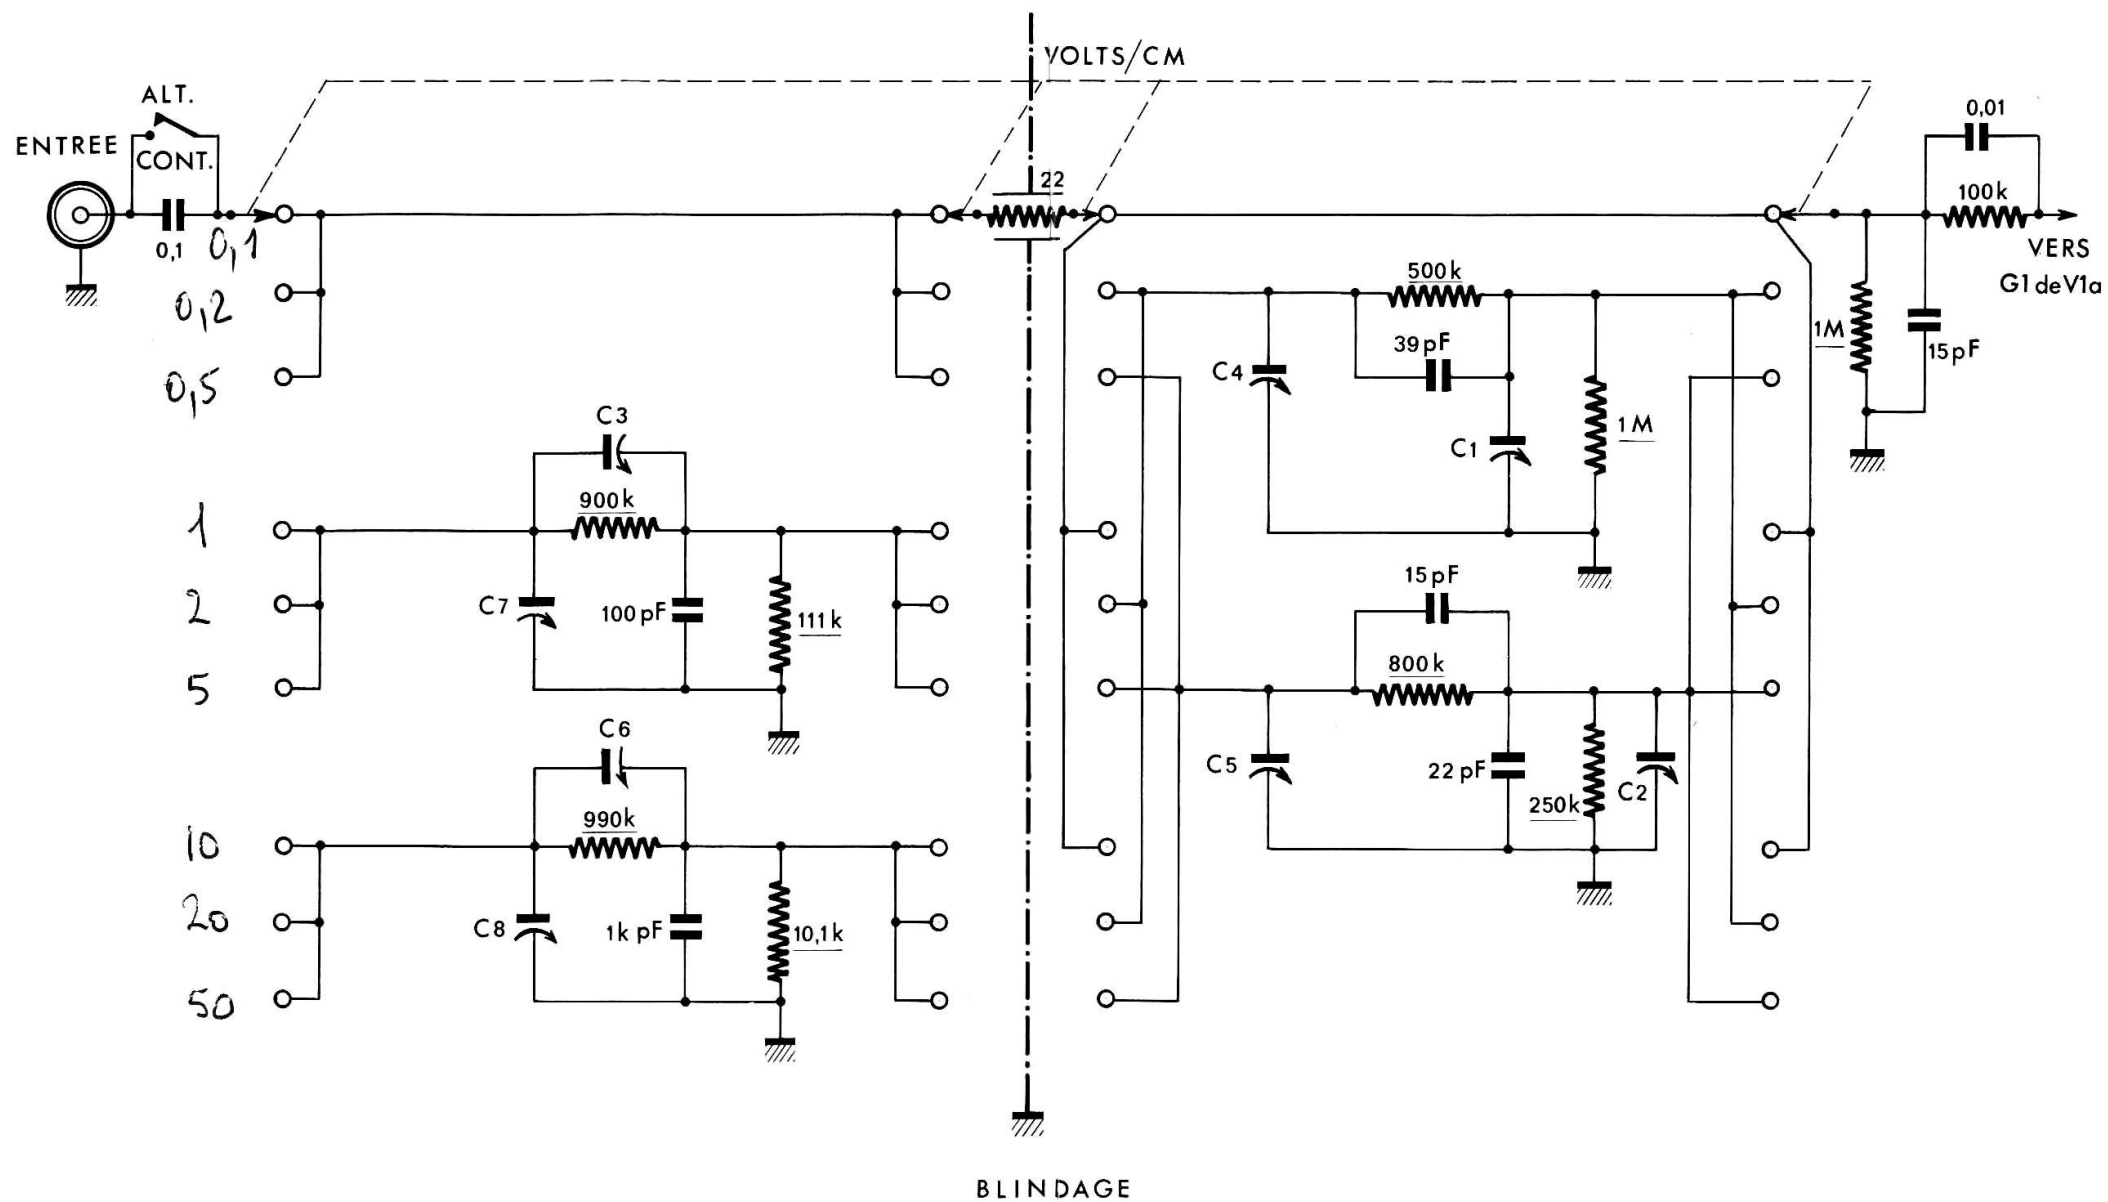 VOLTS/CM
ALT.
ENTREE
CONT.
0,1
0,1
22
0,01
100k
VERS
G1 de V1a
0,2
500k
39pF
1M
15pF
0,5
C4
C3
C1
1M
1
900k
15pF
2
C7
100pF
111k
800k
5
C6
C5
22pF
250k
C2
10
990k
20
C8
1k pF
10,1k
50
BLINDAGE